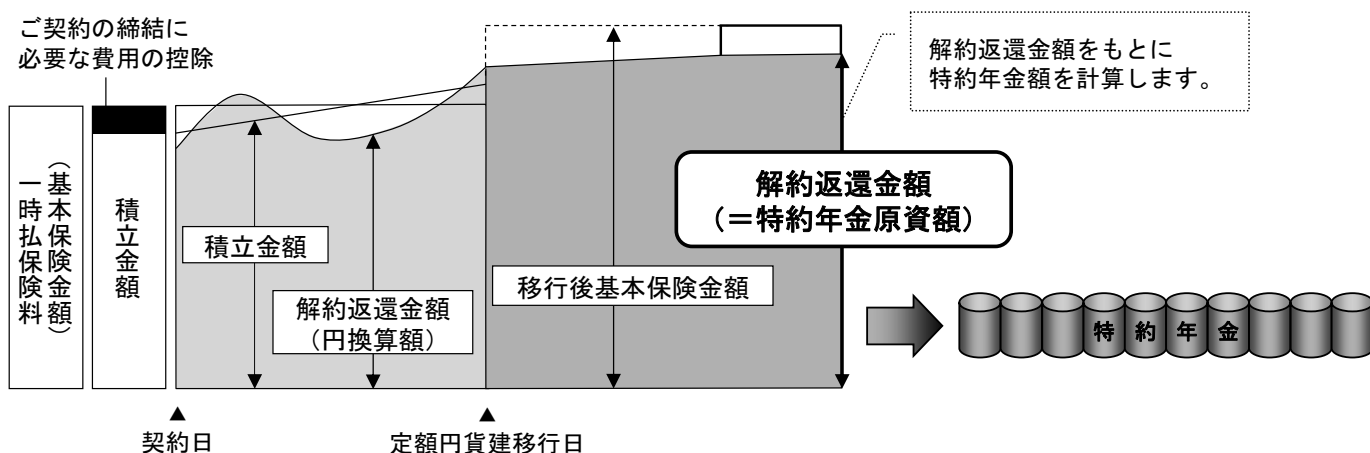 ご契約の締結に
必要な費用の控除
解約返還金額をもとに
特約年金額を計算します。
一時払保険料
（基本保険金額）
積立金額
積立金額
解約返還金額
（円換算額）
移行後基本保険金額
解約返還金額
（＝特約年金原資額）
特約年金
▲
契約日
▲
定額円貨建移行日